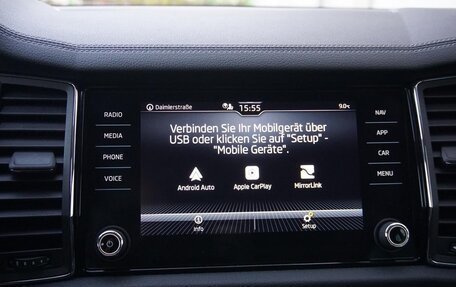 Daimlerstraße 15:55 9.0°C
RADIO
MEDIA
PHONE
VOICE
Verbinden Sie Ihr Mobilgerät über
USB oder klicken Sie auf "Setup" -
"Mobile Geräte".
Android Auto Apple CarPlay MirrorLink
Info Setup
NAV
APP
CAR
MENU